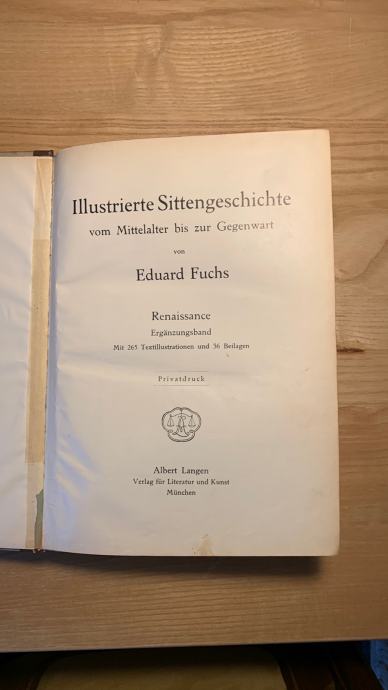 Illustrierte Sittengeschichte
vom Mittelalter bis zur Gegenwart
von
Eduard Fuchs
Renaissance
Ergänzungsband
Mit 265 Textillustrationen und 36 Beilagen
Privatdruck
Albert Langen
Verlag für Literatur und Kunst
München